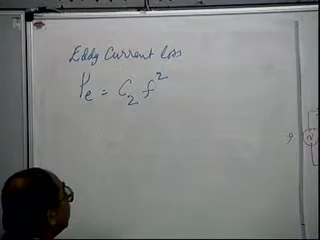 Eddy Current loss
Pe = C₂ f²